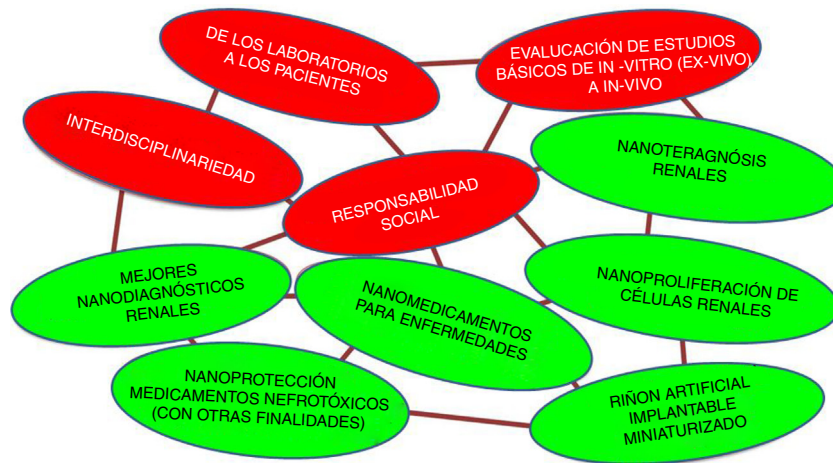 DE LOS LABORATORIOS
A LOS PACIENTES
EVALUCACIÓN DE ESTUDIOS
BÁSICOS DE IN -VITRO (EX-VIVO)
A IN-VIVO
INTERDISCIPLINARIEDAD
NANOTERAGNÓSIS
RENALES
RESPONSABILIDAD
SOCIAL
MEJORES
NANODIAGNÓSTICOS
RENALES
NANOMEDICAMENTOS
PARA ENFERMEDADES
NANOPROLIFERACIÓN DE
CÉLULAS RENALES
NANOPROTECCIÓN
MEDICAMENTOS NEFROTÓXICOS
(CON OTRAS FINALIDADES)
RIÑON ARTIFICIAL
IMPLANTABLE
MINIATURIZADO